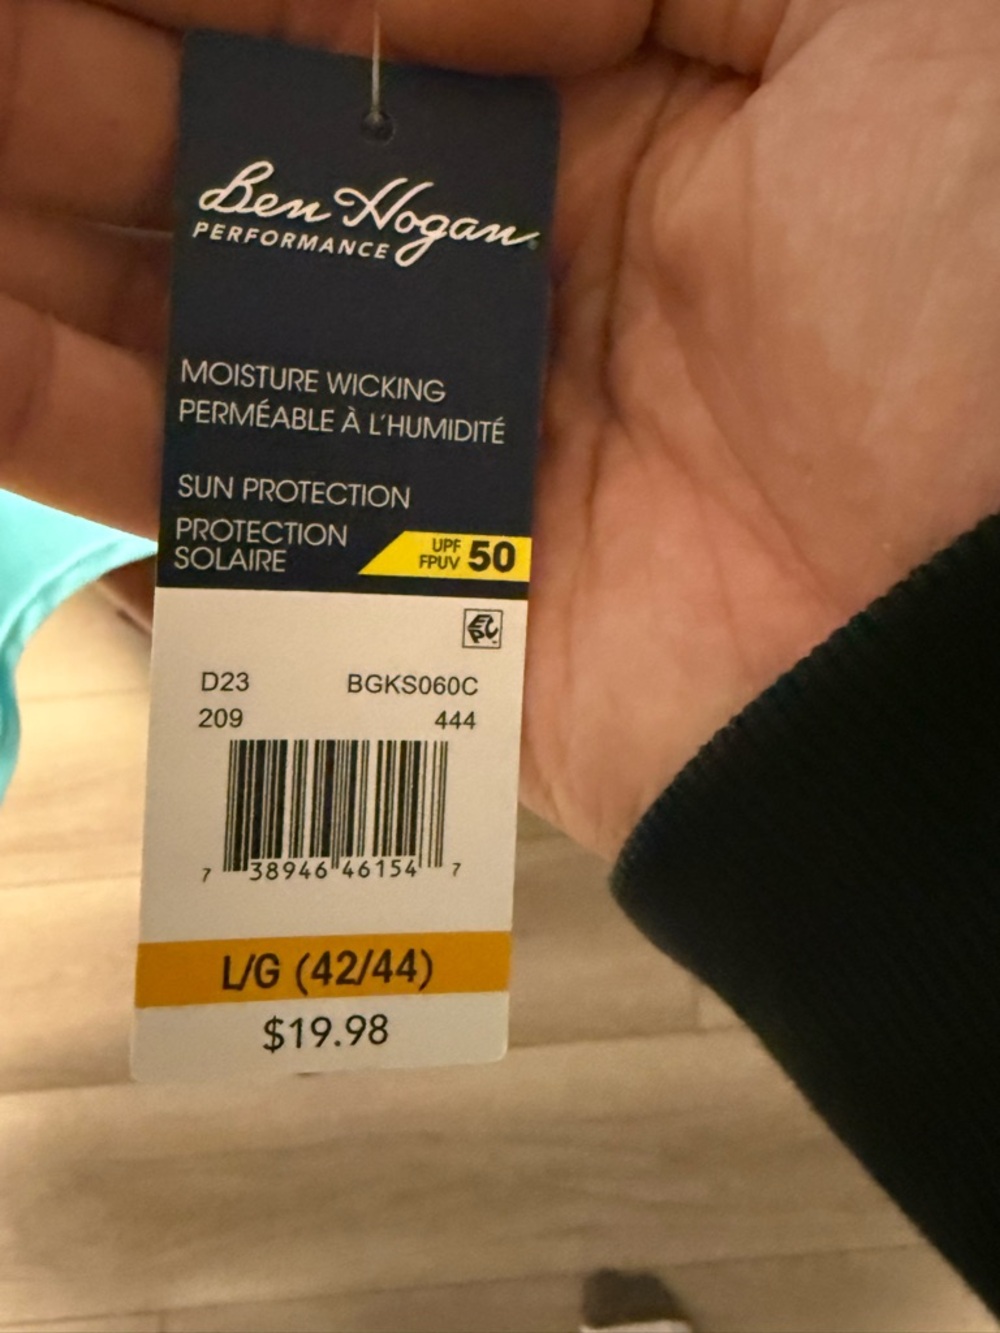 Ben Hogan
PERFORMANCE
MOISTURE WICKING
PERMÉABLE À L'HUMIDITÉ
SUN PROTECTION
PROTECTION
SOLAIRE
UPF
FPUV 50
EPC
D23 BGKS060C
209 444
7 38946 46154 7
L/G (42/44)
$19.98